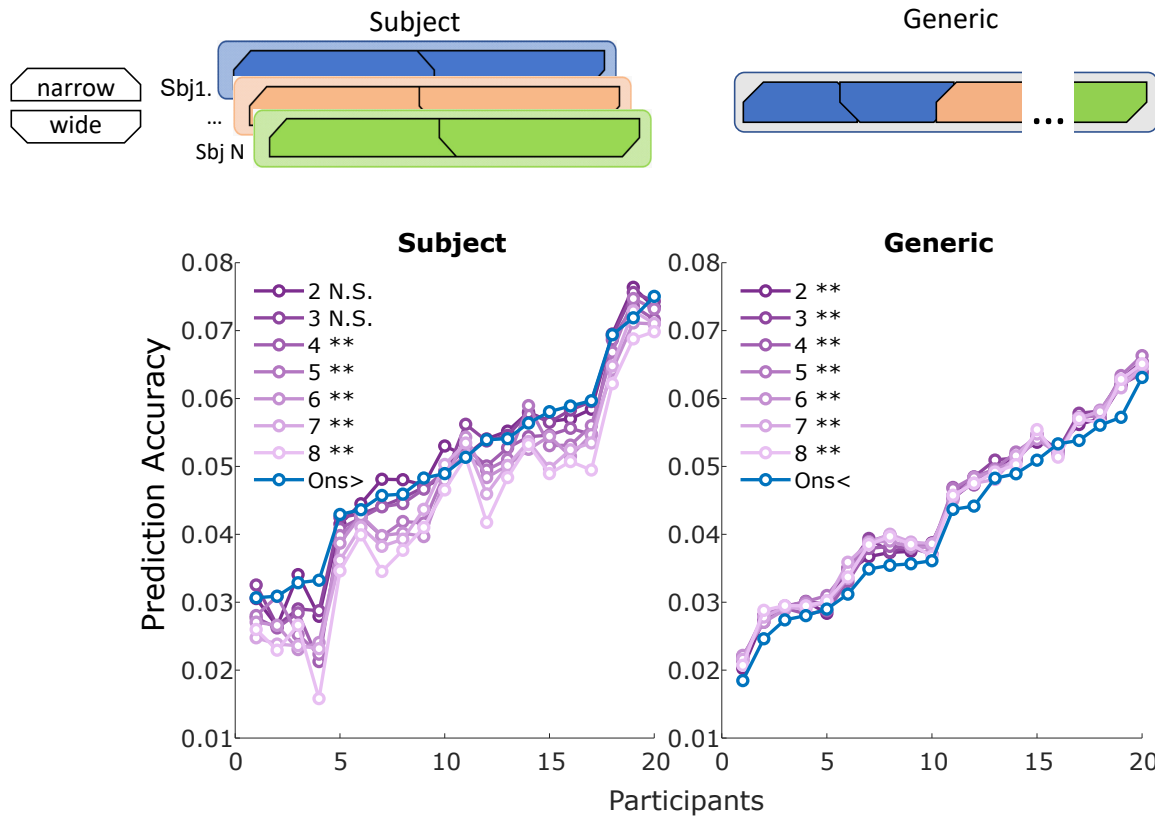 Subject
Generic
narrow
wide
Sbj1.
...
Sbj N
...
Subject
Generic
Prediction Accuracy
0.08
0.07
0.06
0.05
0.04
0.03
0.02
0.01
2 N.S.
3 N.S.
4 **
5 **
6 **
7 **
8 **
Ons>
0 5 10 15 20
0.08
0.07
0.06
0.05
0.04
0.03
0.02
0.01
2 **
3 **
4 **
5 **
6 **
7 **
8 **
Ons<
0 5 10 15 20
Participants